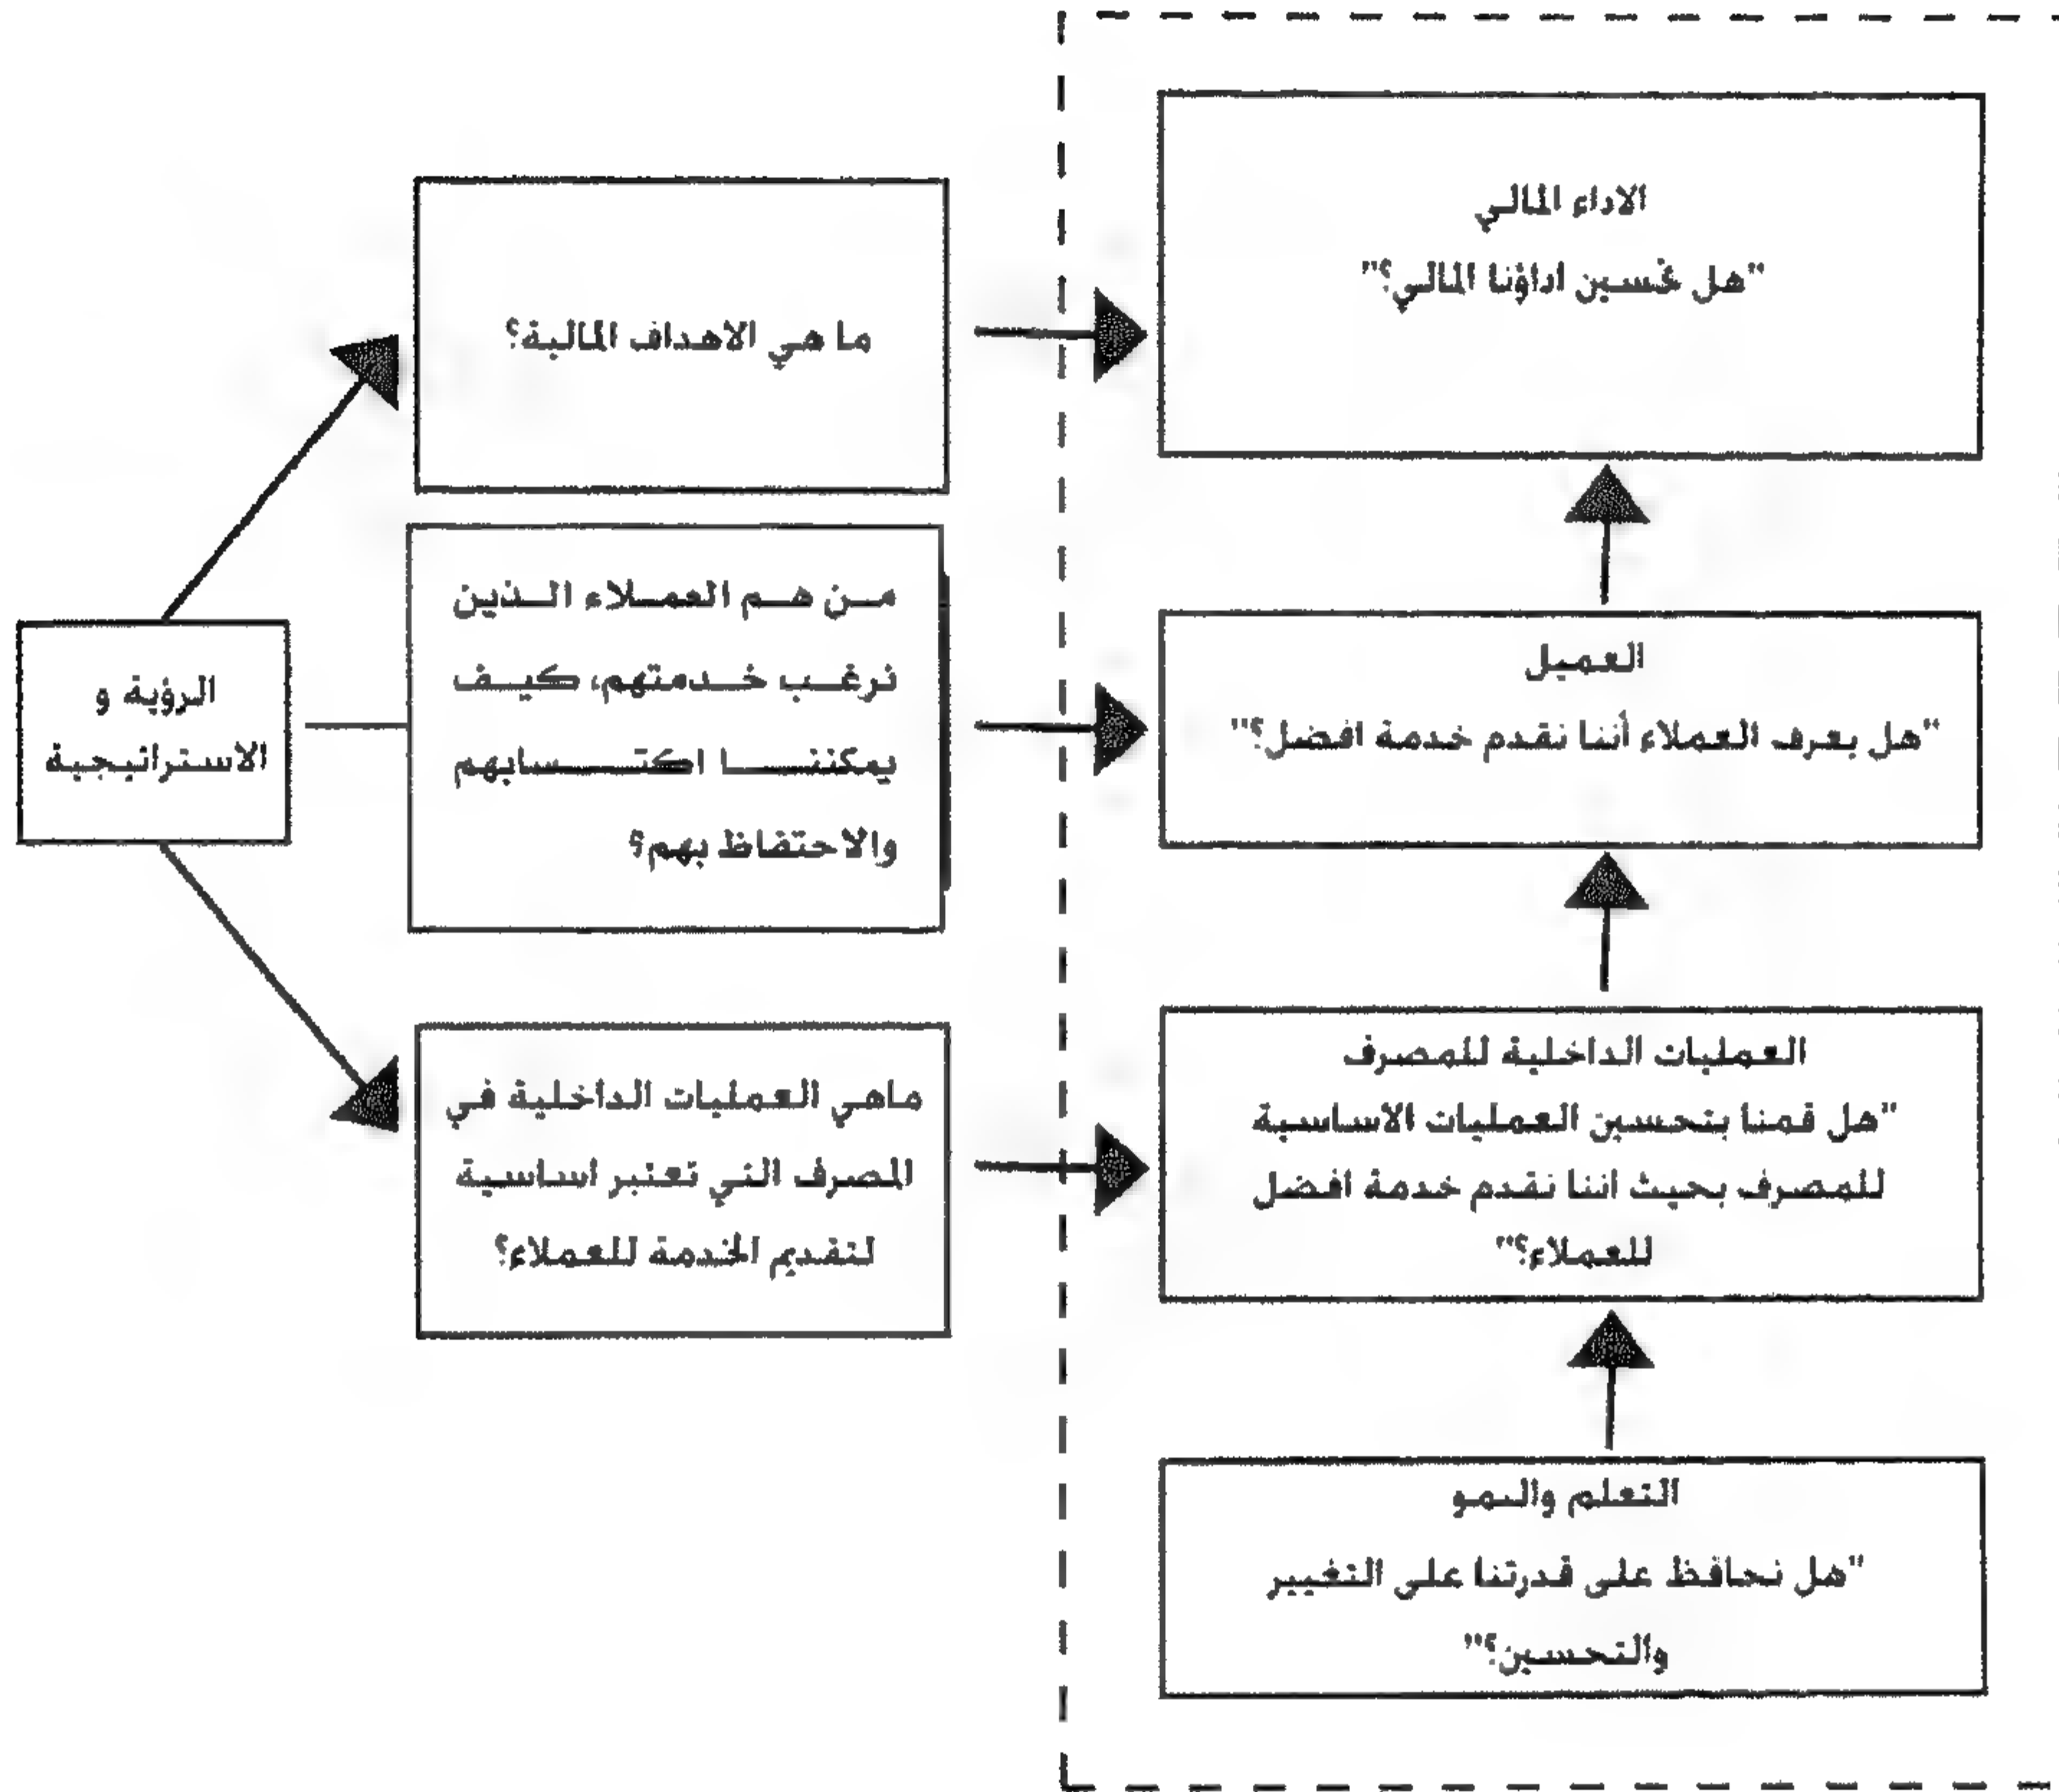 الرؤية و
الاستراتيجية
ما هي الاهداف المالية؟
من هم العملاء الذين
نرغب خدمتهم، كيف
يمكننا اكتسابهم
والاحتفاظ بهم؟
ماهي العمليات الداخلية في
المصرف التي تعتبر اساسية
لتقديم الخدمة للعملاء؟
الاداء المالي
"هل تحسين اداؤنا المالي؟"
العميل
"هل يعرف العملاء أننا نقدم خدمة افضل؟"
العمليات الداخلية للمصرف
"هل قمنا بتحسين العمليات الاساسية
للمصرف بحيث اننا نقدم خدمة افضل
للعملاء؟"
التعلم والنمو
"هل نحافظ على قدرتنا على التغيير
والتحسين؟"